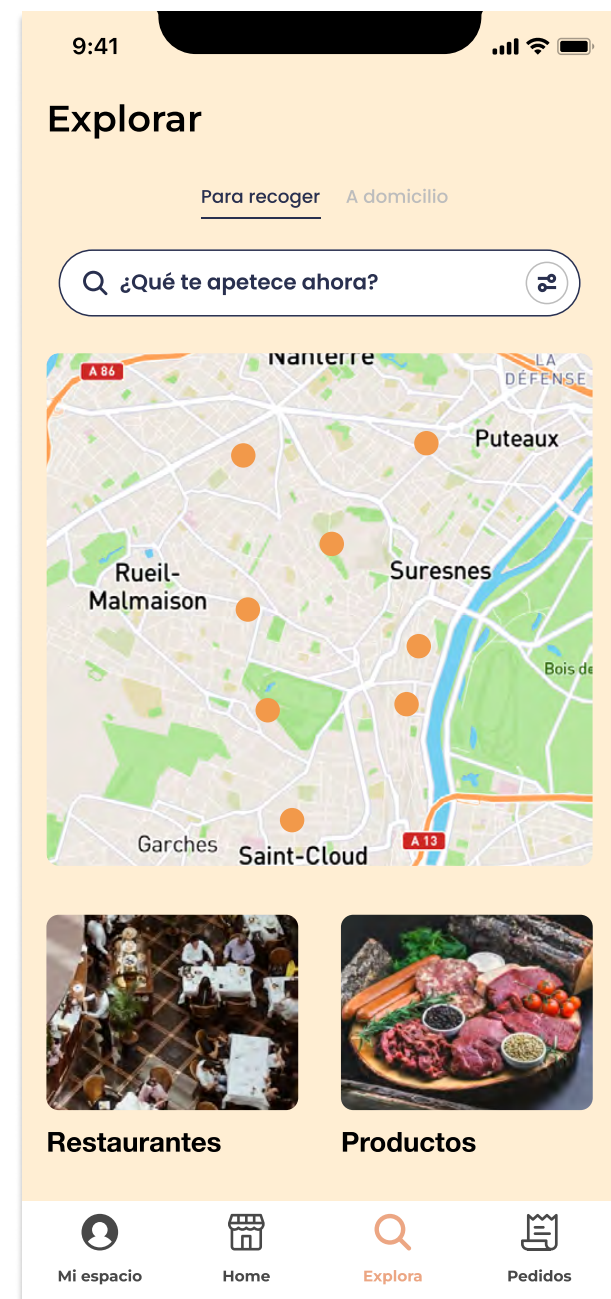 9:41
Explorar
Para recoger A domicilio
¿Qué te apetece ahora?
Nanterre
LA
DÉFENSE
A 86
Puteaux
Rueil-
Malmaison
Suresnes
Bois de
Garches
Saint-Cloud
A 13
Restaurantes Productos
Mi espacio Home Explora Pedidos